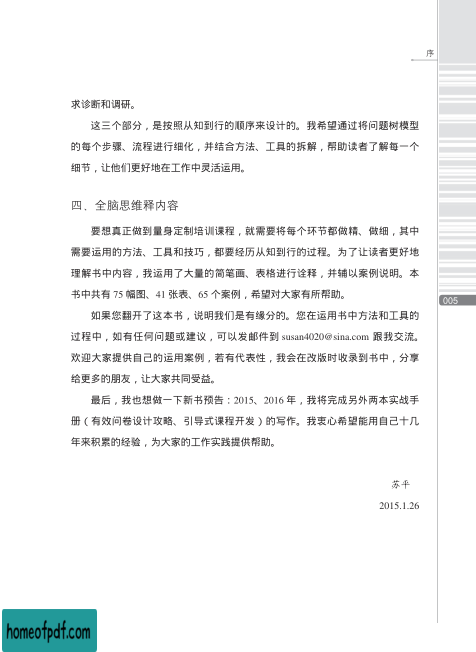 序
求诊断和调研。
这三个部分，是按照从知到行的顺序来设计的。我希望通过将问题树模型
的每个步骤、流程进行细化，并结合方法、工具的拆解，帮助读者了解每一个
细节，让他们更好地在工作中灵活运用。
四、全脑思维释内容
要想真正做到量身定制培训课程，就需要将每个环节都做精、做细，其中
需要运用的方法、工具和技巧，都要经历从知到行的过程。为了让读者更好地
理解书中内容，我运用了大量的简笔画、表格进行诠释，并辅以案例说明。本
书中共有 75 幅图、41 张表、65 个案例，希望对大家有所帮助。
005
如果您翻开了这本书，说明我们是有缘分的。您在运用书中方法和工具的
过程中，如有任何问题或建议，可以发邮件到 susan4020@sina.com 跟我交流。
欢迎大家提供自己的运用案例，若有代表性，我会在改版时收录到书中，分享
给更多的朋友，让大家共同受益。
最后，我也想做一下新书预告：2015、2016 年，我将完成另外两本实战手
册（有效问卷设计攻略、引导式课程开发）的写作。我衷心希望能用自己十几
年来积累的经验，为大家的工作实践提供帮助。
苏平
2015.1.26
homeofpdf.com